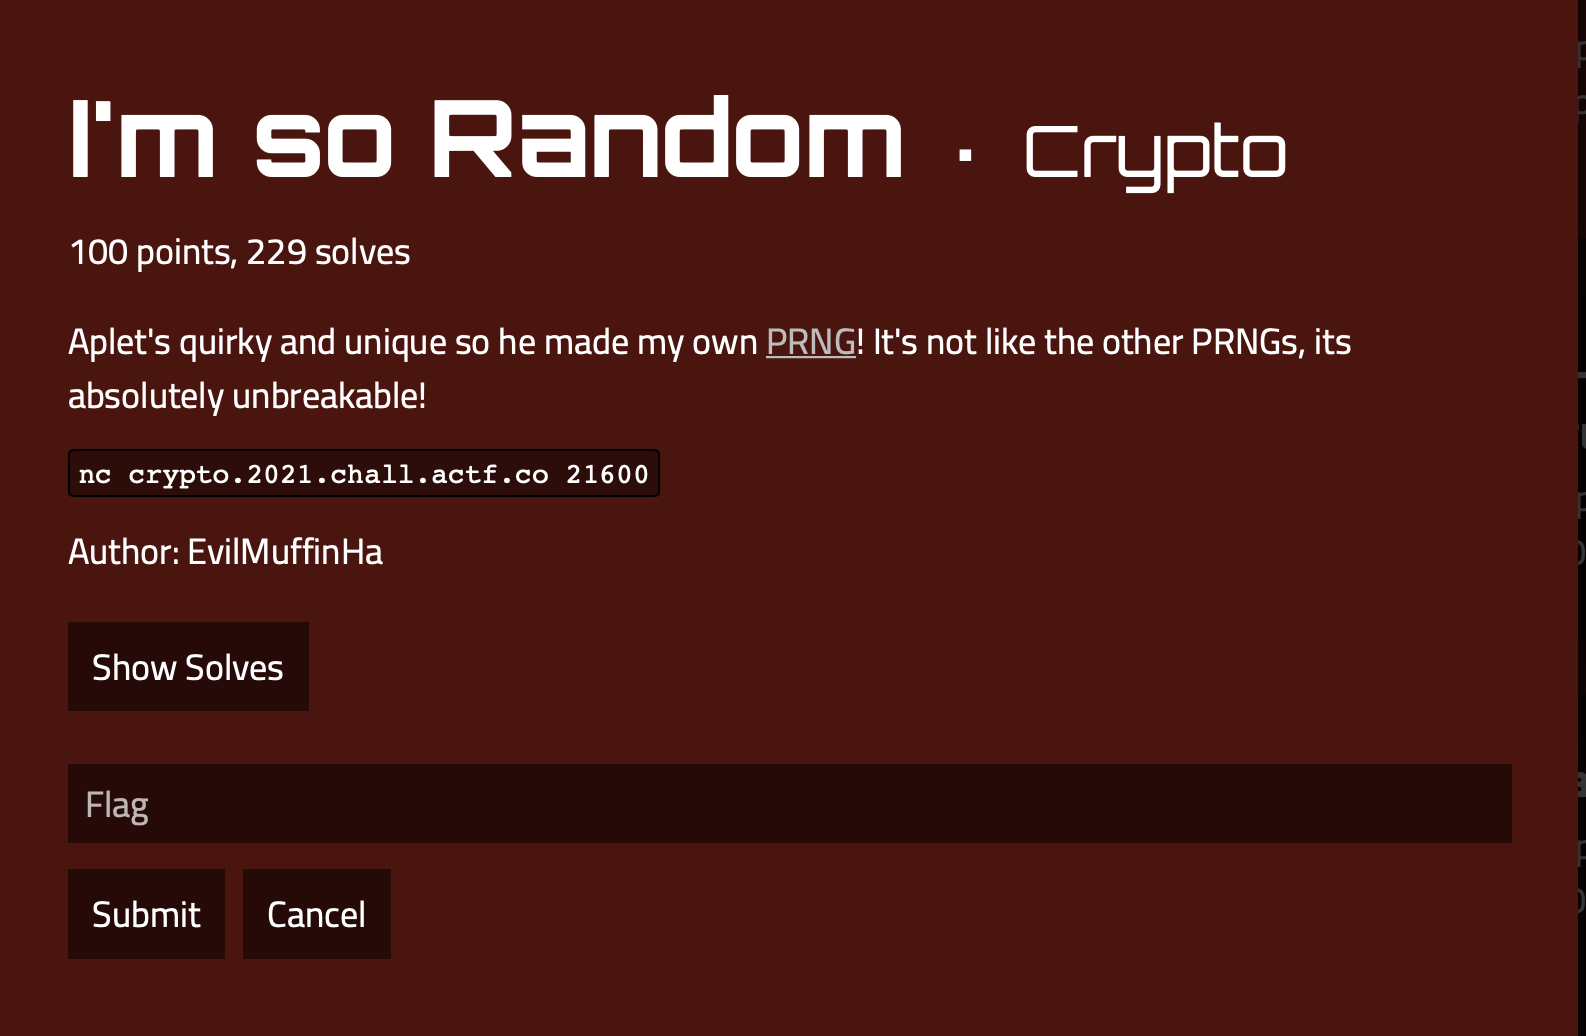 I'm so Random · Crypto
100 points, 229 solves
Aplet's quirky and unique so he made my own PRNG! It's not like the other PRNGs, its
absolutely unbreakable!
nc crypto.2021.chall.actf.co 21600
Author: EvilMuffinHa
Show Solves
Flag
Submit Cancel